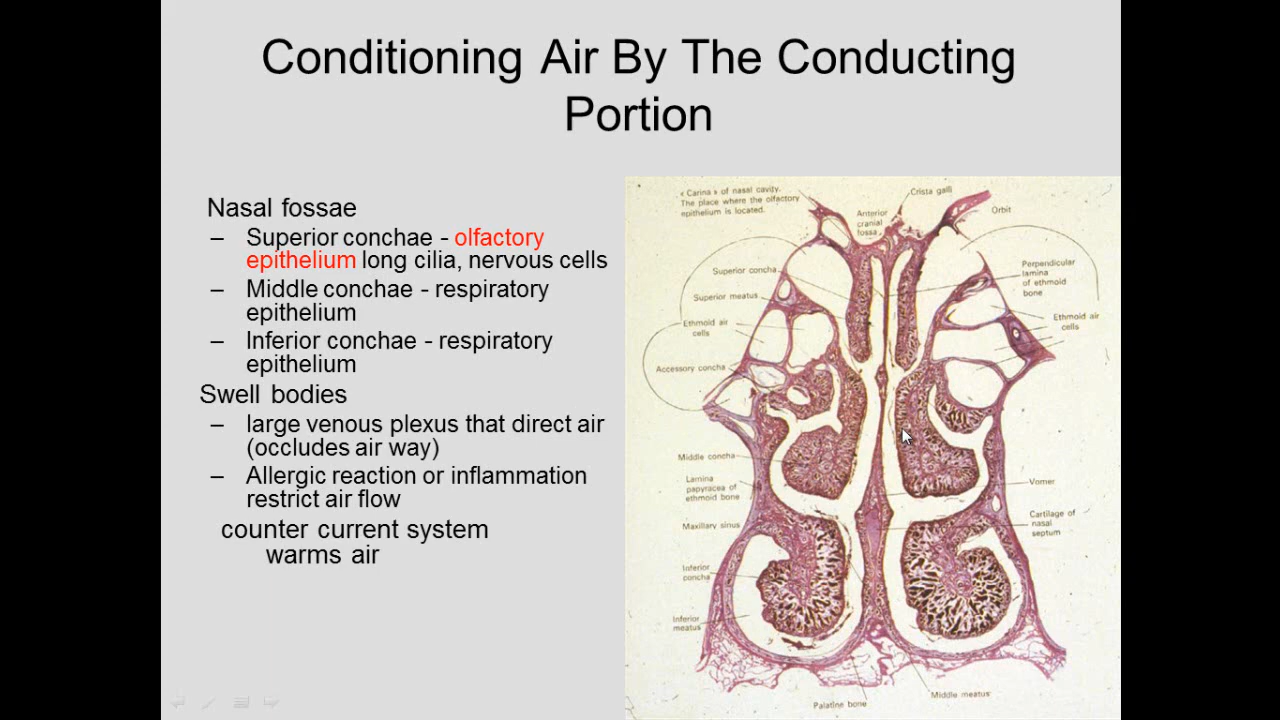 Conditioning Air By The Conducting
Portion
Nasal fossae
– Superior conchae - olfactory
epithelium long cilia, nervous cells
– Middle conchae - respiratory
epithelium
– Inferior conchae - respiratory
epithelium
Swell bodies
– large venous plexus that direct air
(occludes air way)
– Allergic reaction or inflammation
restrict air flow
counter current system
warms air
« Carina » of nasal cavity.
The place where the olfactory
epithelium is located.
Anterior
cranial
fossa
Crista galli
Orbit
Superior concha
Superior meatus
Ethmoid air
cells
Accessory concha
Perpendicular
lamina
of ethmoid
bone
Ethmoid air
cells
Middle concha
Lamina
papyracea of
ethmoid bone
Maxillary sinus
Inferior
concha
Inferior
meatus
Vomer
Cartilage of
nasal
septum
Middle meatus
Palatine bone